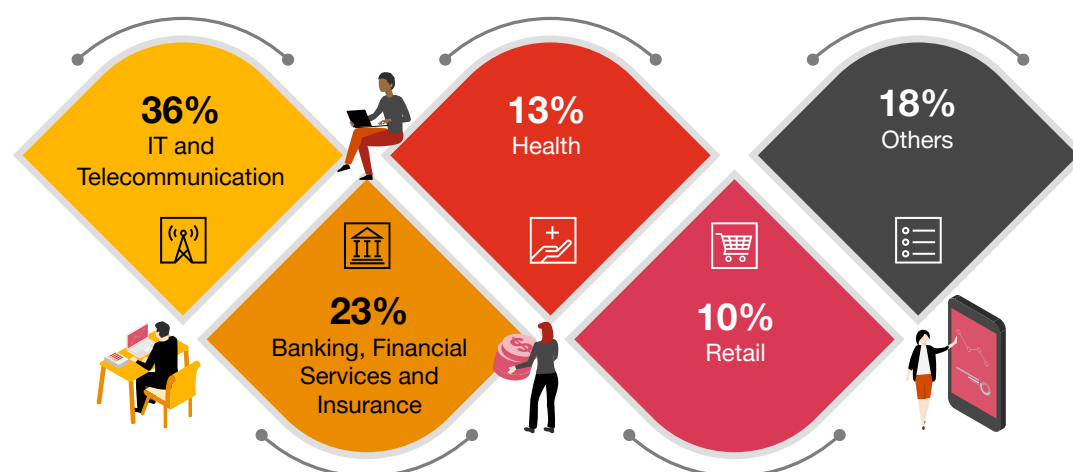 36%
IT and
Telecommunication
23%
Banking, Financial
Services and
Insurance
13%
Health
10%
Retail
18%
Others